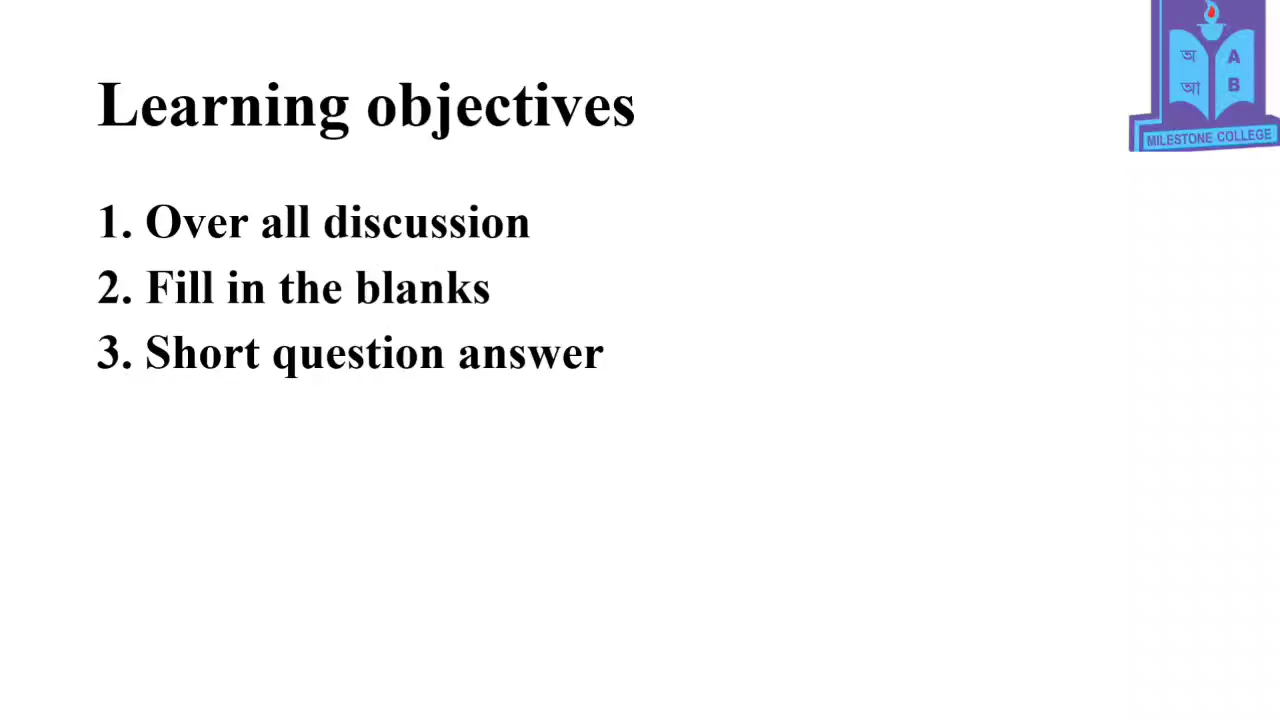 Learning objectives
1. Over all discussion
2. Fill in the blanks
3. Short question answer
অ A
আ B
MILESTONE COLLEGE